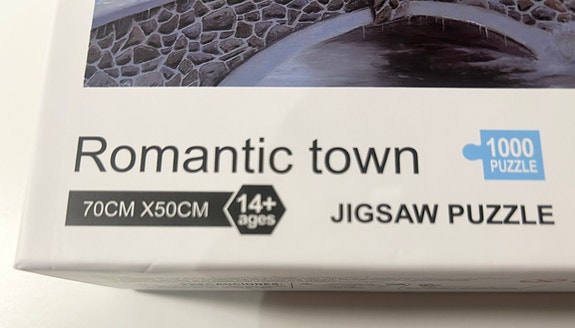 Romantic town
1000
PUZZLE
70CM X50CM
14+
ages
JIGSAW PUZZLE